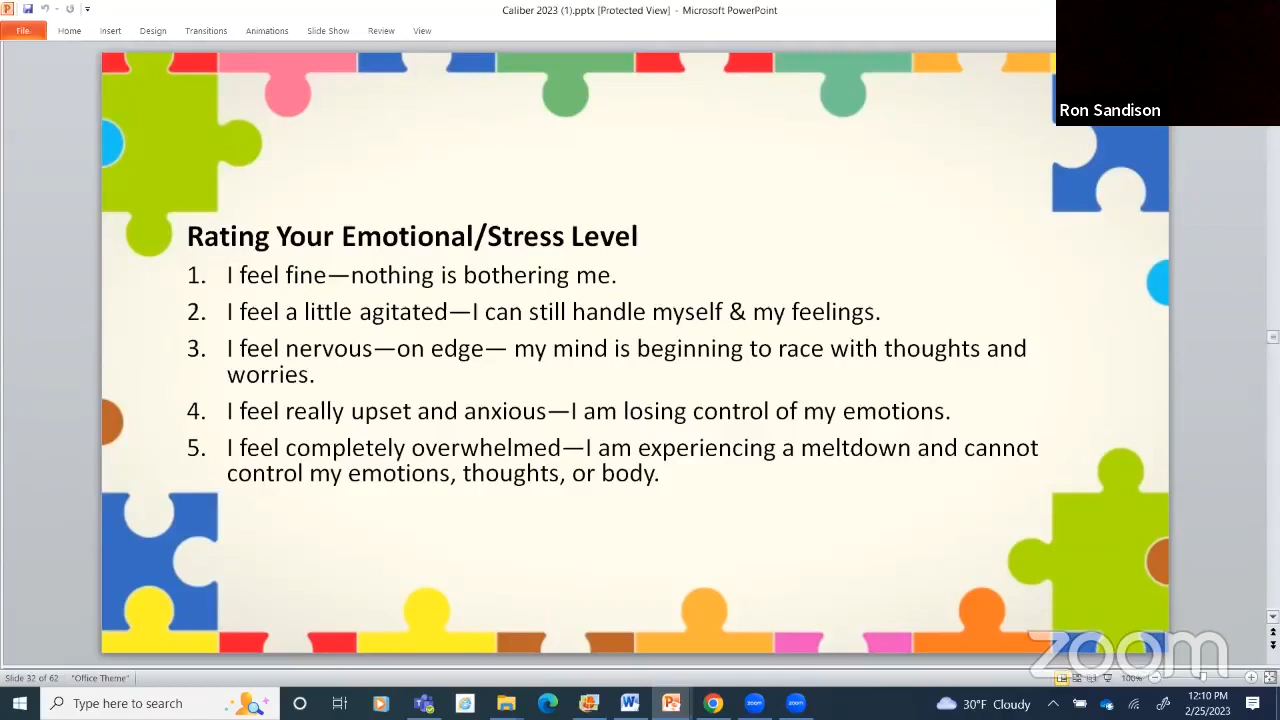 Caliber 2023 (1).pptx [Protected View] - Microsoft PowerPoint
File Home Insert Design Transitions Animations Slide Show Review View
Ron Sandison
Rating Your Emotional/Stress Level
1. I feel fine—nothing is bothering me.
2. I feel a little agitated—I can still handle myself & my feelings.
3. I feel nervous—on edge— my mind is beginning to race with thoughts and
worries.
4. I feel really upset and anxious—I am losing control of my emotions.
5. I feel completely overwhelmed—I am experiencing a meltdown and cannot
control my emotions, thoughts, or body.
zoom
Slide 32 of 62 "Office Theme" 100%
Type here to search
zoom zoom
30°F Cloudy
12:10 PM
2/25/2023